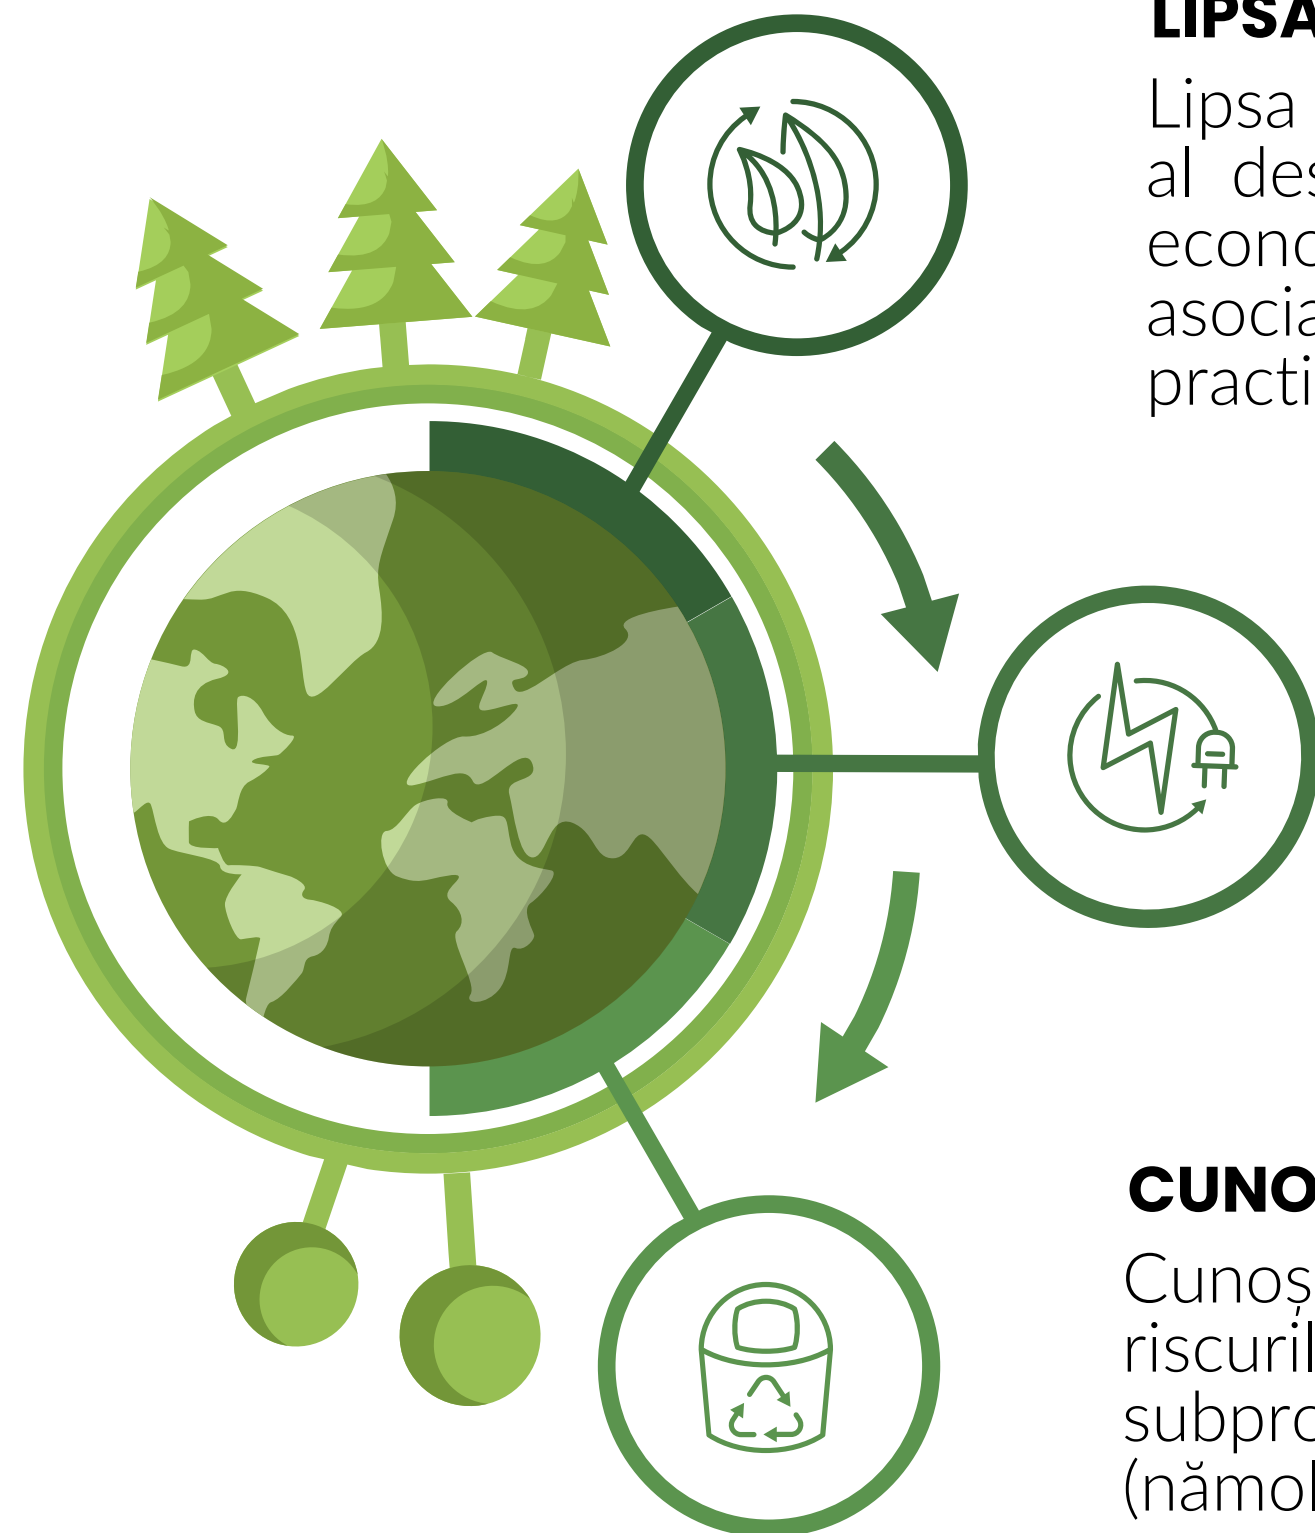 LIPSA
Lipsa
al des
econo
asocia
practi
CUNO
Cunoș
riscuril
subpro
(nămol